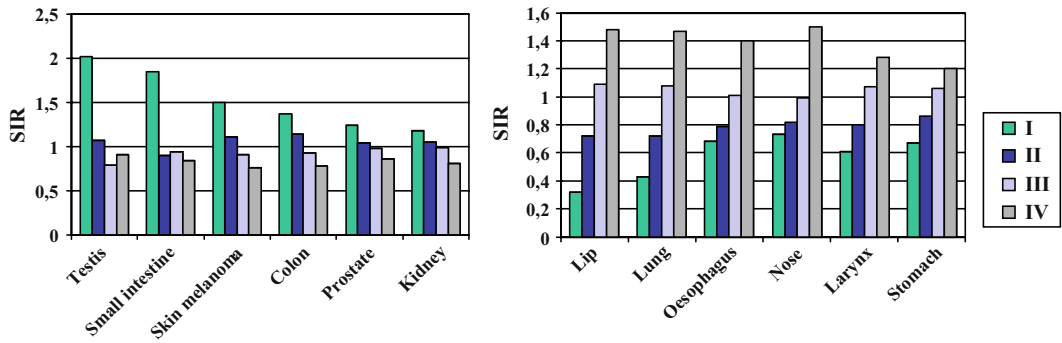 SIR
2,5
2
1,5
1
0,5
0
Testis
Small intestine
Skin melanoma
Colon
Prostate
Kidney
SIR
1,6
1,4
1,2
1
0,8
0,6
0,4
0,2
0
Lip
Lung
Oesophagus
Nose
Larynx
Stomach
I
II
III
IV